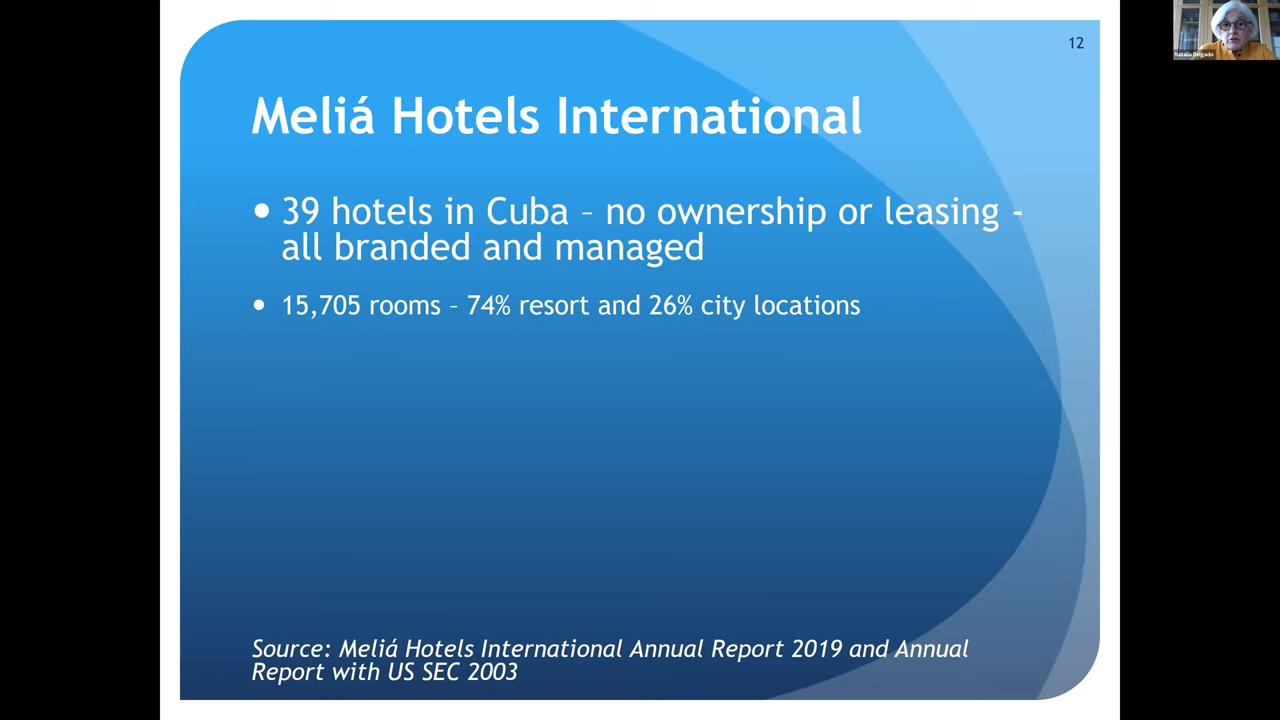 12
Natalia Delgado
Meliá Hotels International
• 39 hotels in Cuba – no ownership or leasing -
all branded and managed
• 15,705 rooms – 74% resort and 26% city locations
Source: Meliá Hotels International Annual Report 2019 and Annual
Report with US SEC 2003